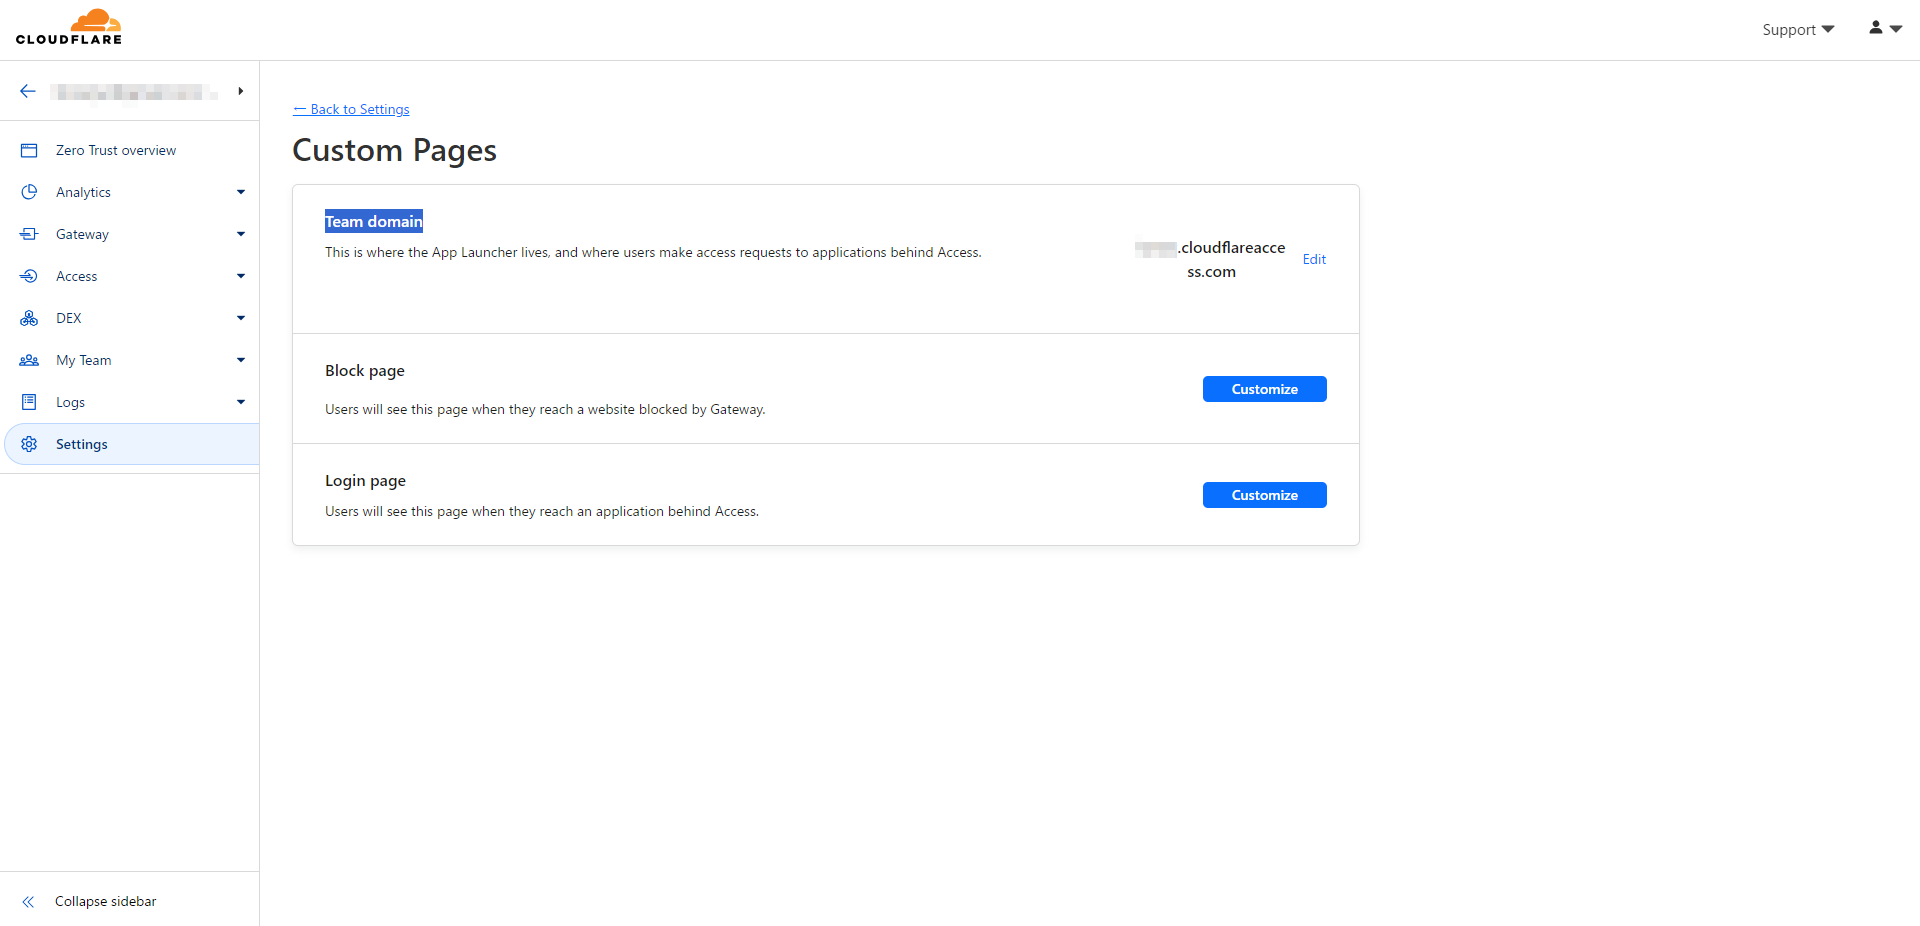 CLOUDFLARE
Support
Zero Trust overview
Analytics
Gateway
Access
DEX
My Team
Logs
Settings
Collapse sidebar
← Back to Settings
Custom Pages
Team domain
This is where the App Launcher lives, and where users make access requests to applications behind Access.
.cloudflareacce
ss.com
Edit
Block page
Users will see this page when they reach a website blocked by Gateway.
Customize
Login page
Users will see this page when they reach an application behind Access.
Customize